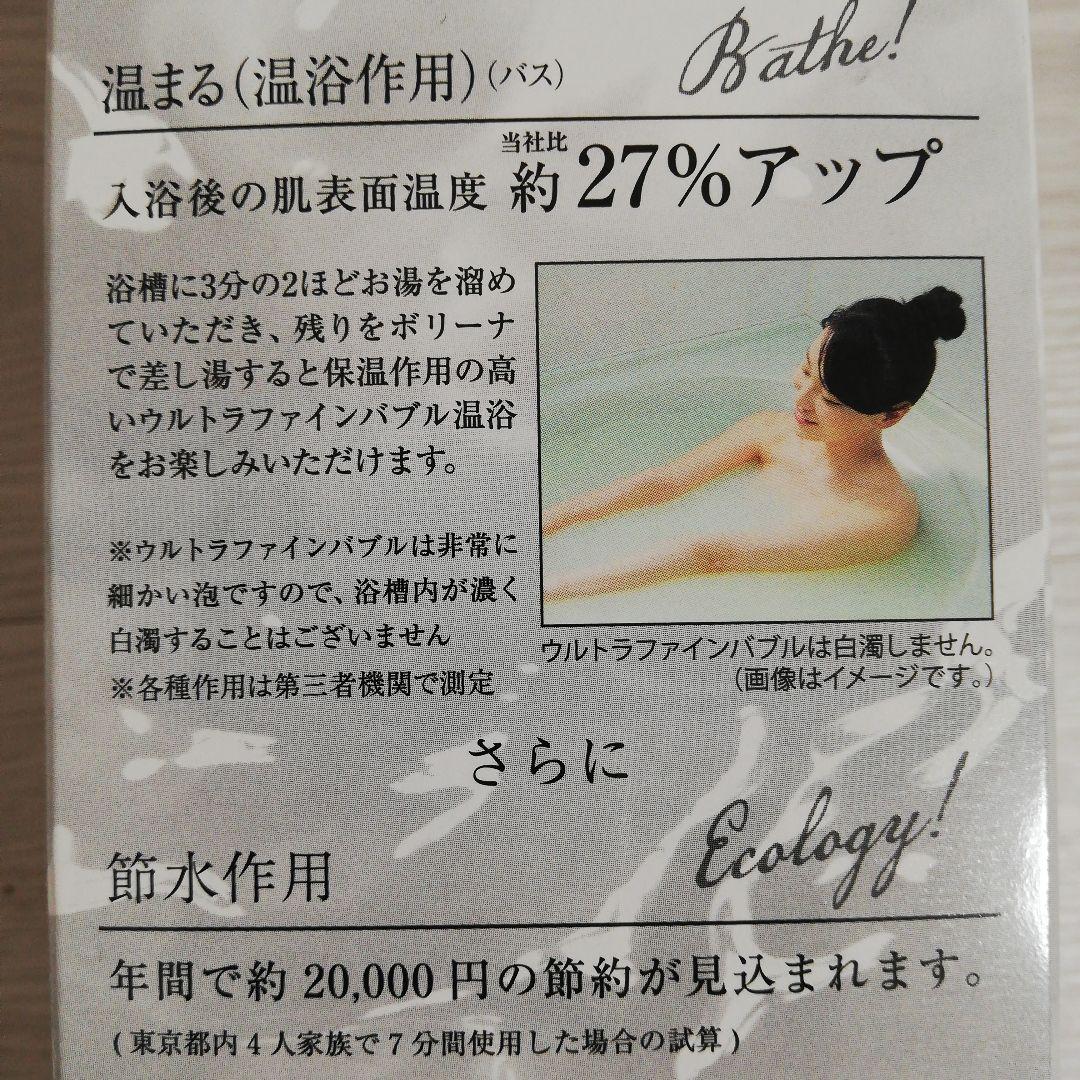 Bathe!
温まる(温浴作用)(バス)
当社比
入浴後の肌表面温度 約27%アップ
浴槽に3分の2ほどお湯を溜め
ていただき、残りをボリーナ
で差し湯すると保温作用の高
いウルトラファインバブル温浴
をお楽しみいただけます。
※ウルトラファインバブルは非常に
細かい泡ですので、浴槽内が濃く
白濁することはございません
※各種作用は第三者機関で測定
ウルトラファインバブルは白濁しません。
(画像はイメージです。)
さらに
Ecology!
節水作用
年間で約 20,000 円の節約が見込まれます。
(東京都内4人家族で7分間使用した場合の試算)